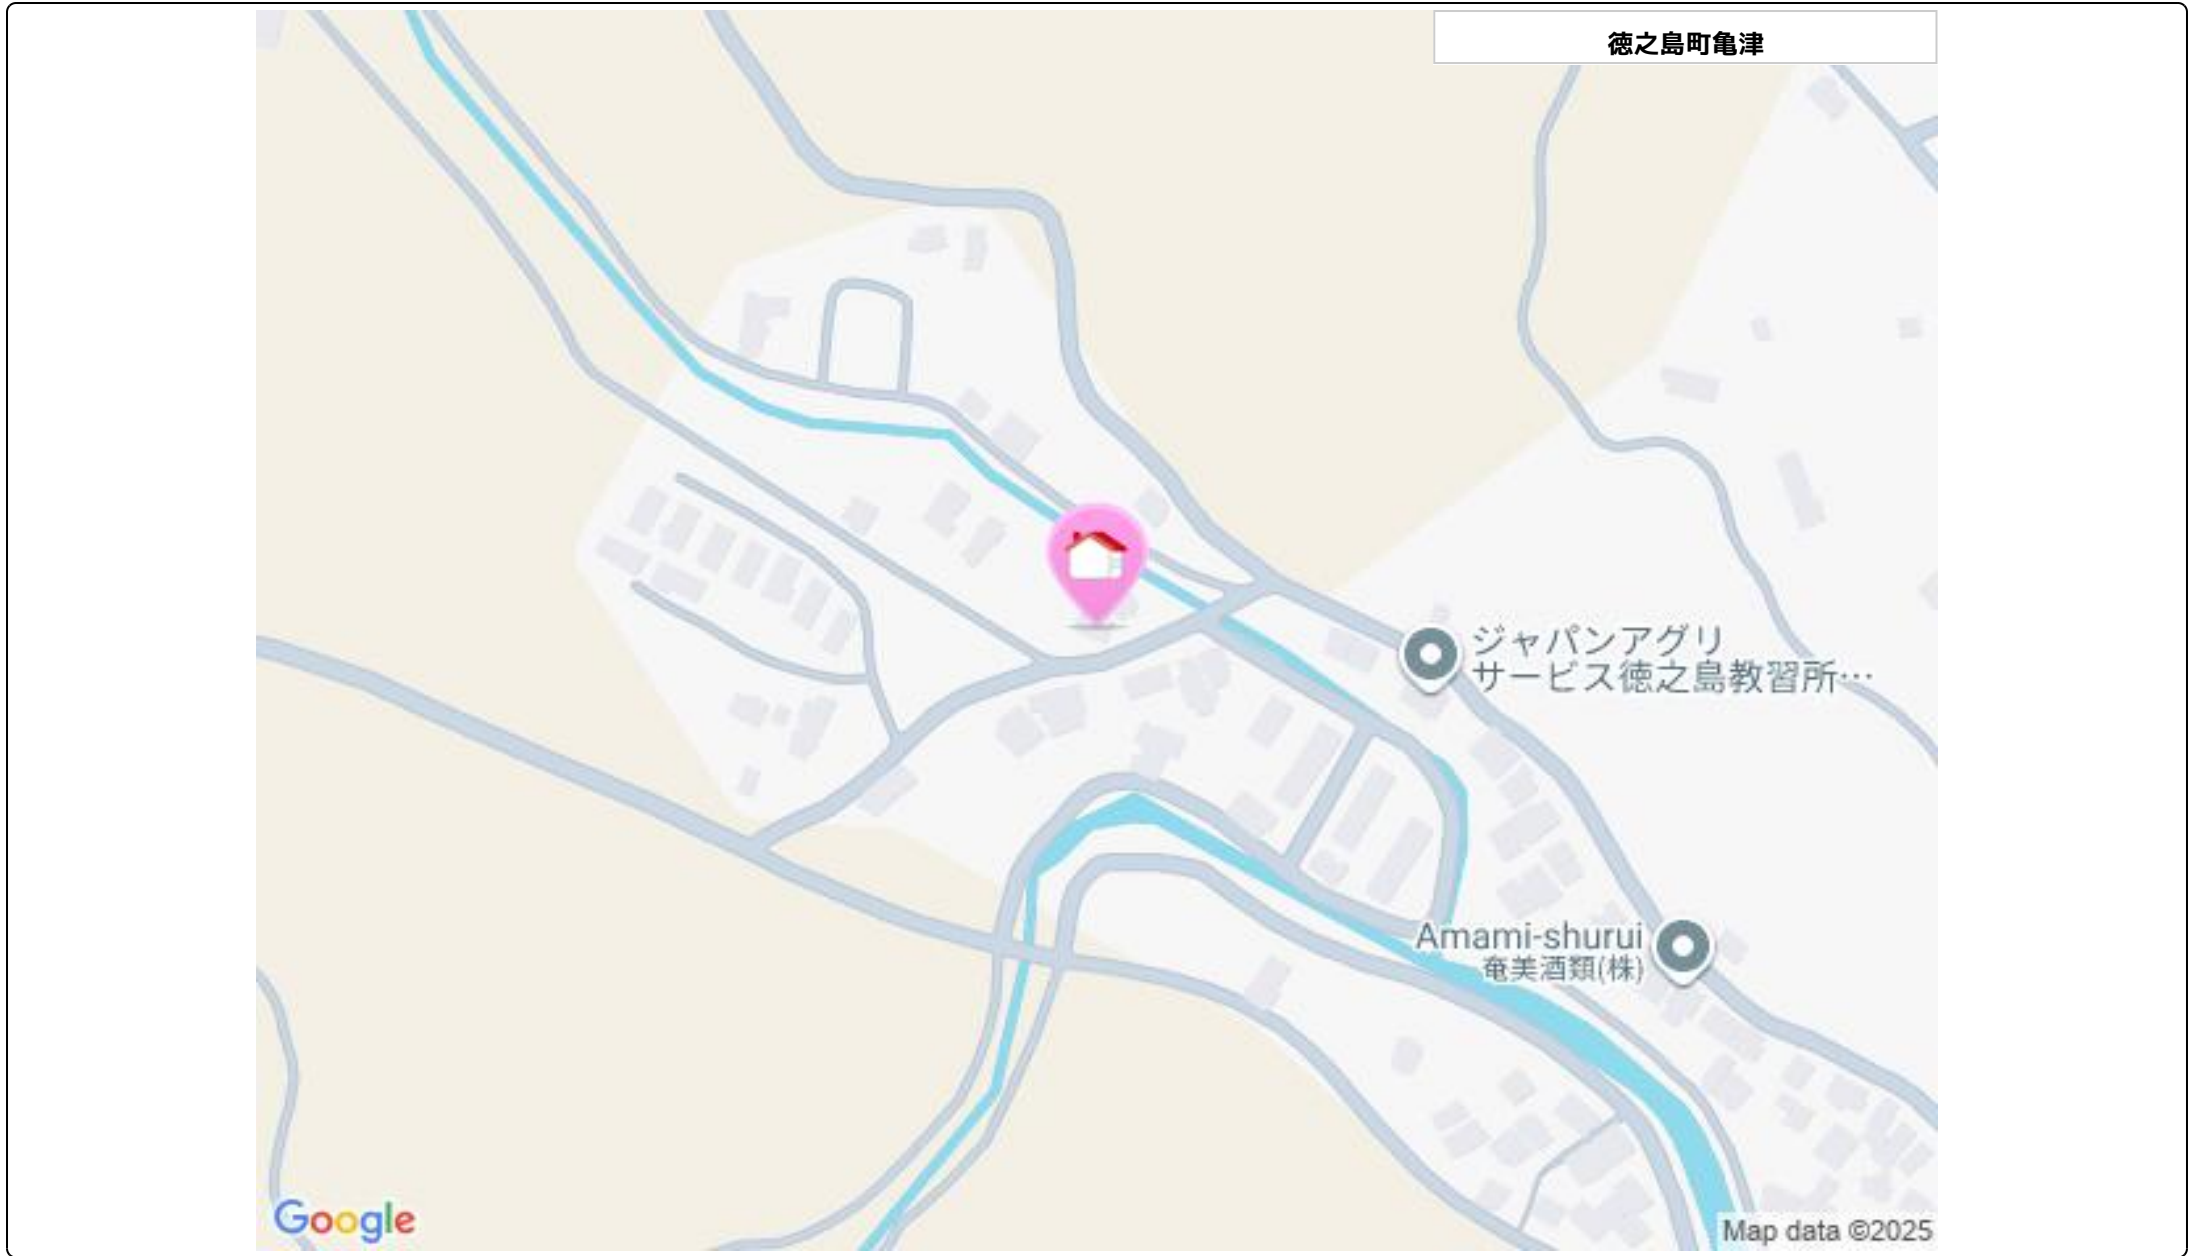 徳之島町亀津
ジャパンアグリ
サービス徳之島教習所…
Amami-shurui
奄美酒類(株)
Google
Map data ©2025